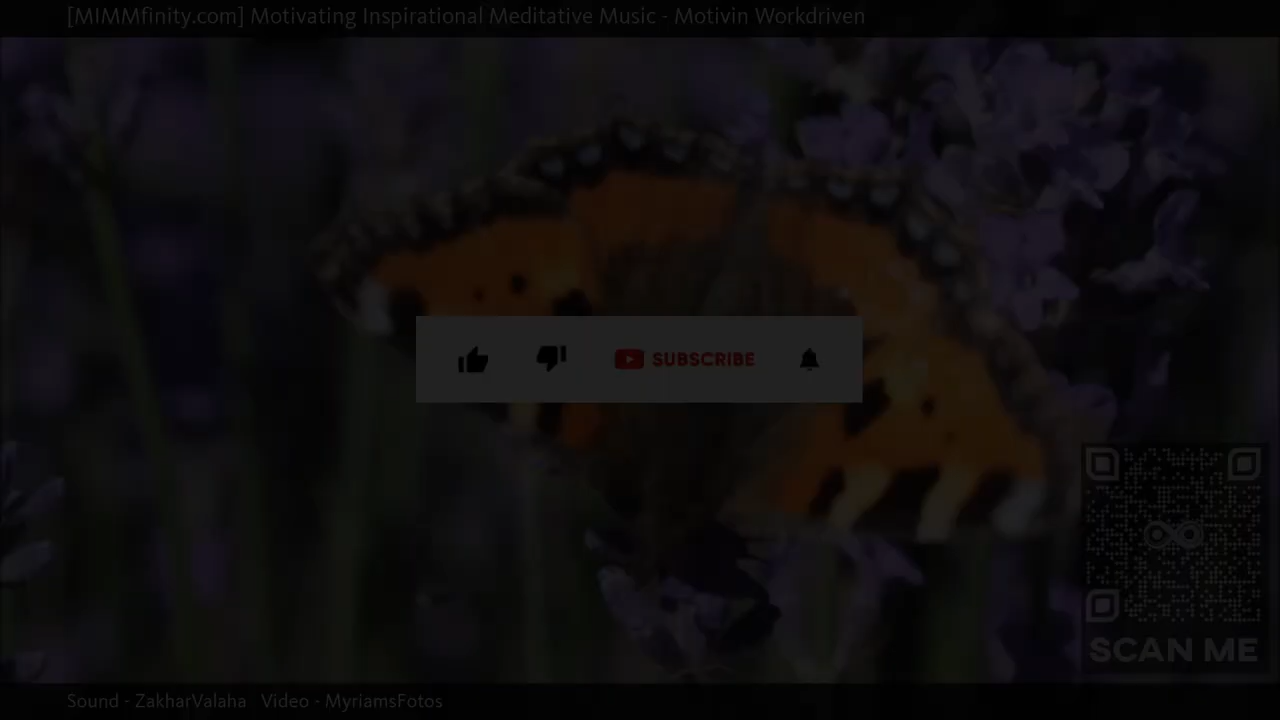 [MIMMfinity.com] Motivating Inspirational Meditative Music - Motivin Workdriven
SUBSCRIBE
SCAN ME
Sound - ZakharValaha Video - MyriamsFotos